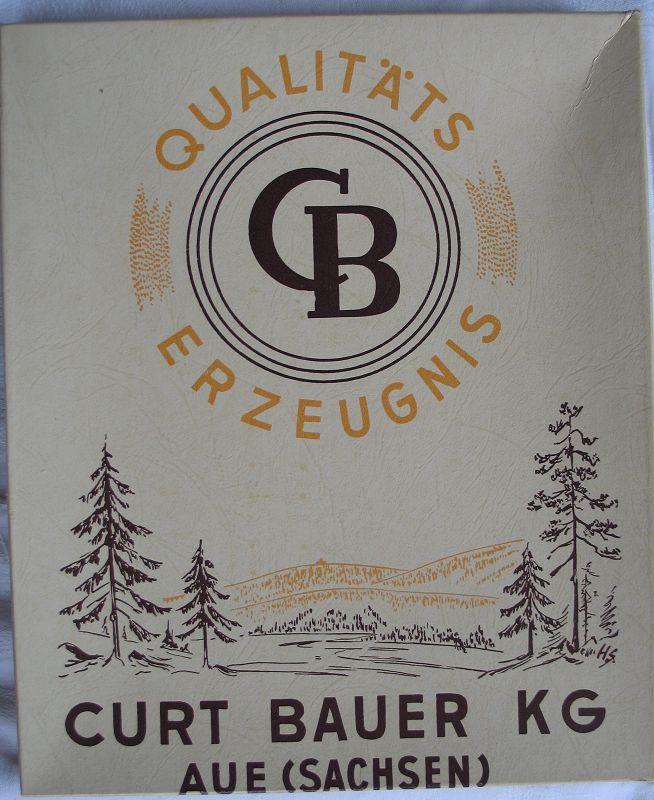 QUALITÄTS
CB
ERZEUGNIS
HS.
CURT BAUER KG
AUE (SACHSEN)